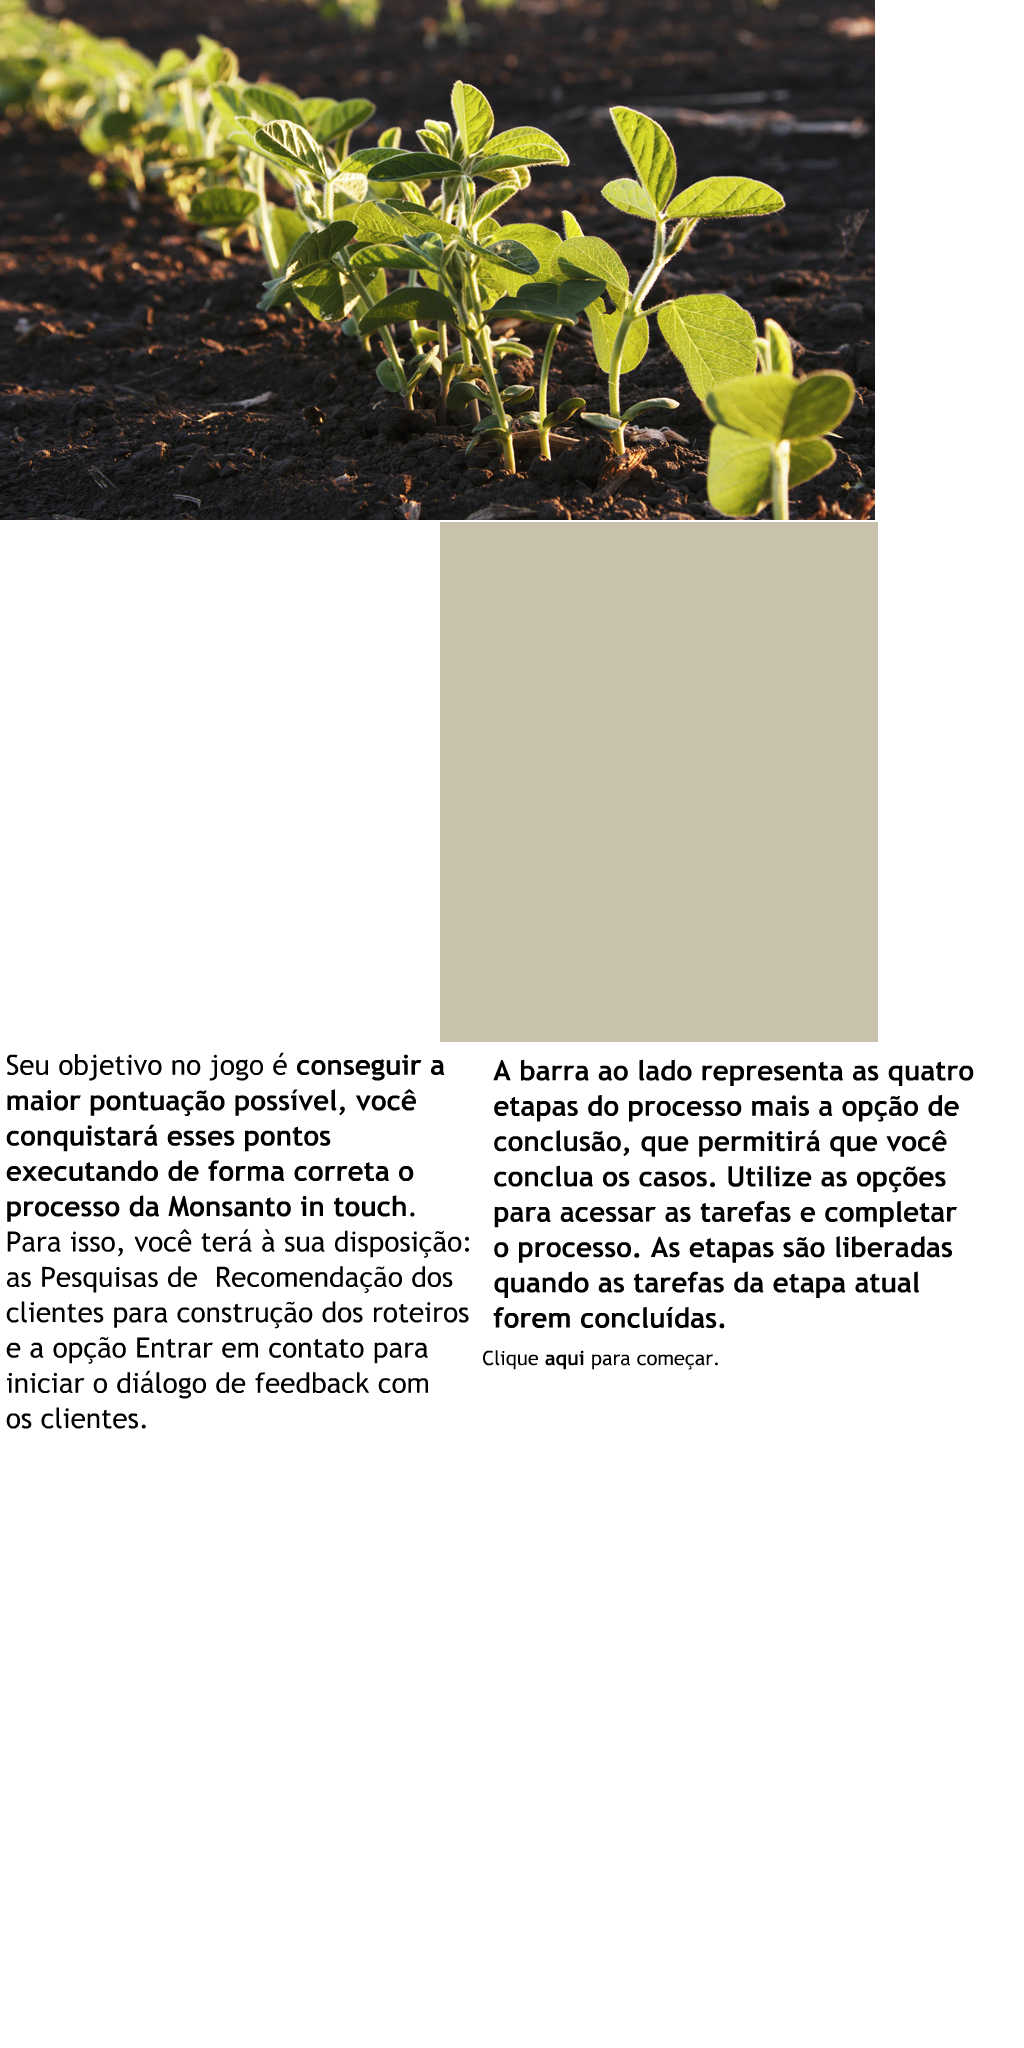 Seu objetivo no jogo é conseguir a
maior pontuação possível, você
conquistará esses pontos
executando de forma correta o
processo da Monsanto in touch.
Para isso, você terá à sua disposição:
as Pesquisas de  Recomendação dos
clientes para construção dos roteiros
e a opção Entrar em contato para
iniciar o diálogo de feedback com
os clientes.
A barra ao lado representa as quatro
etapas do processo mais a opção de
conclusão, que permitirá que você
conclua os casos. Utilize as opções
para acessar as tarefas e completar
o processo. As etapas são liberadas
quando as tarefas da etapa atual
forem concluídas.
Clique aqui para começar.